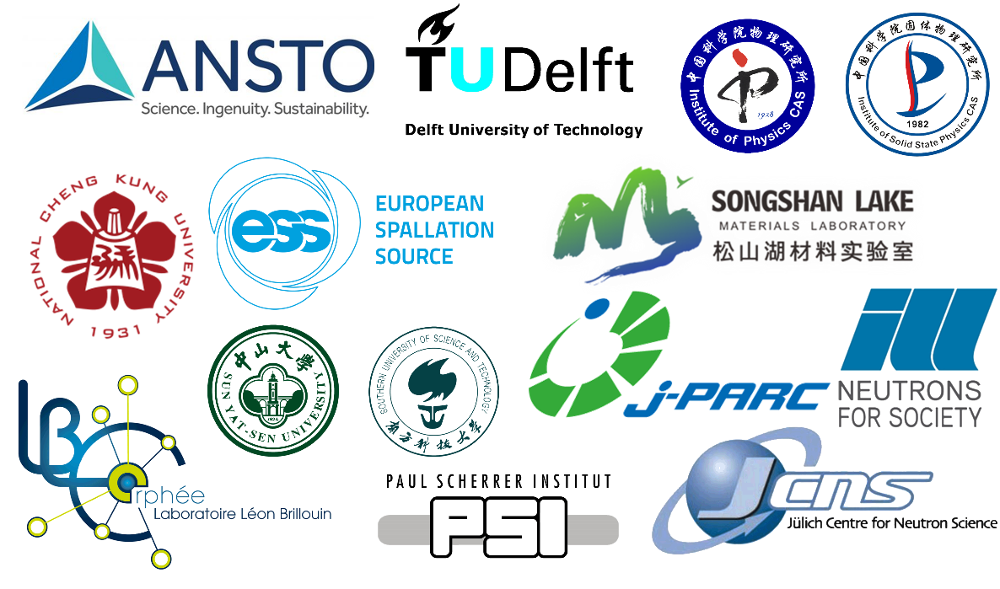 ANSTO
Science. Ingenuity. Sustainability.
TU Delft
Delft University of Technology
中国科学院物理研究所
1928
Institute of Physics CAS
中国科学院固体物理研究所
1982
Institute of Solid State Physics CAS
NATIONAL CHENG KUNG UNIVERSITY
1931
ess
EUROPEAN
SPALLATION
SOURCE
SONGSHAN LAKE
MATERIALS LABORATORY
松山湖材料实验室
中山大學
1924
SUN YAT-SEN UNIVERSITY
SOUTHERN UNIVERSITY OF SCIENCE AND TECHNOLOGY
南方科技大学
J-PARC
ill
NEUTRONS
FOR SOCIETY
LLB
Orphée
Laboratoire Léon Brillouin
PAUL SCHERRER INSTITUT
PSI
Jcns
Jülich Centre for Neutron Science